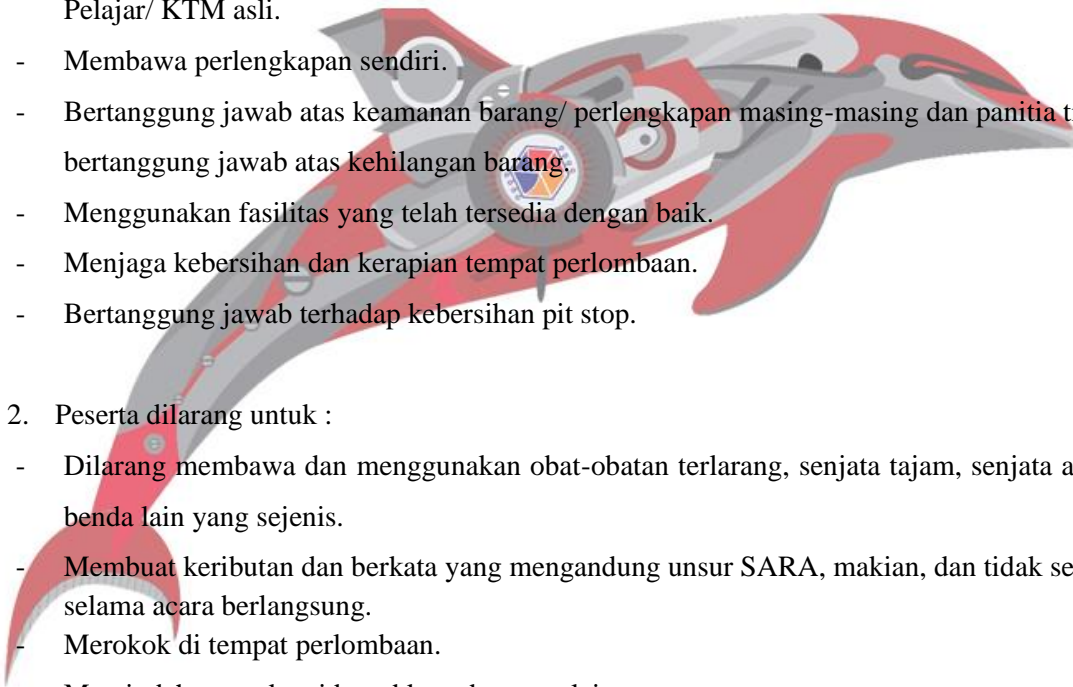 Pelajar/ KTM asli.
- Membawa perlengkapan sendiri.
- Bertanggung jawab atas keamanan barang/ perlengkapan masing-masing dan panitia
bertanggung jawab atas kehilangan barang.
- Menggunakan fasilitas yang telah tersedia dengan baik.
- Menjaga kebersihan dan kerapian tempat perlombaan.
- Bertanggung jawab terhadap kebersihan pit stop.
2. Peserta dilarang untuk :
- Dilarang membawa dan menggunakan obat-obatan terlarang, senjata tajam, senjata
benda lain yang sejenis.
- Membuat keributan dan berkata yang mengandung unsur SARA, makian, dan tidak
selama acara berlangsung.
- Merokok di tempat perlombaan.